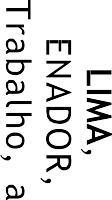 LIMA,
ENADOR,
Trabalho, a